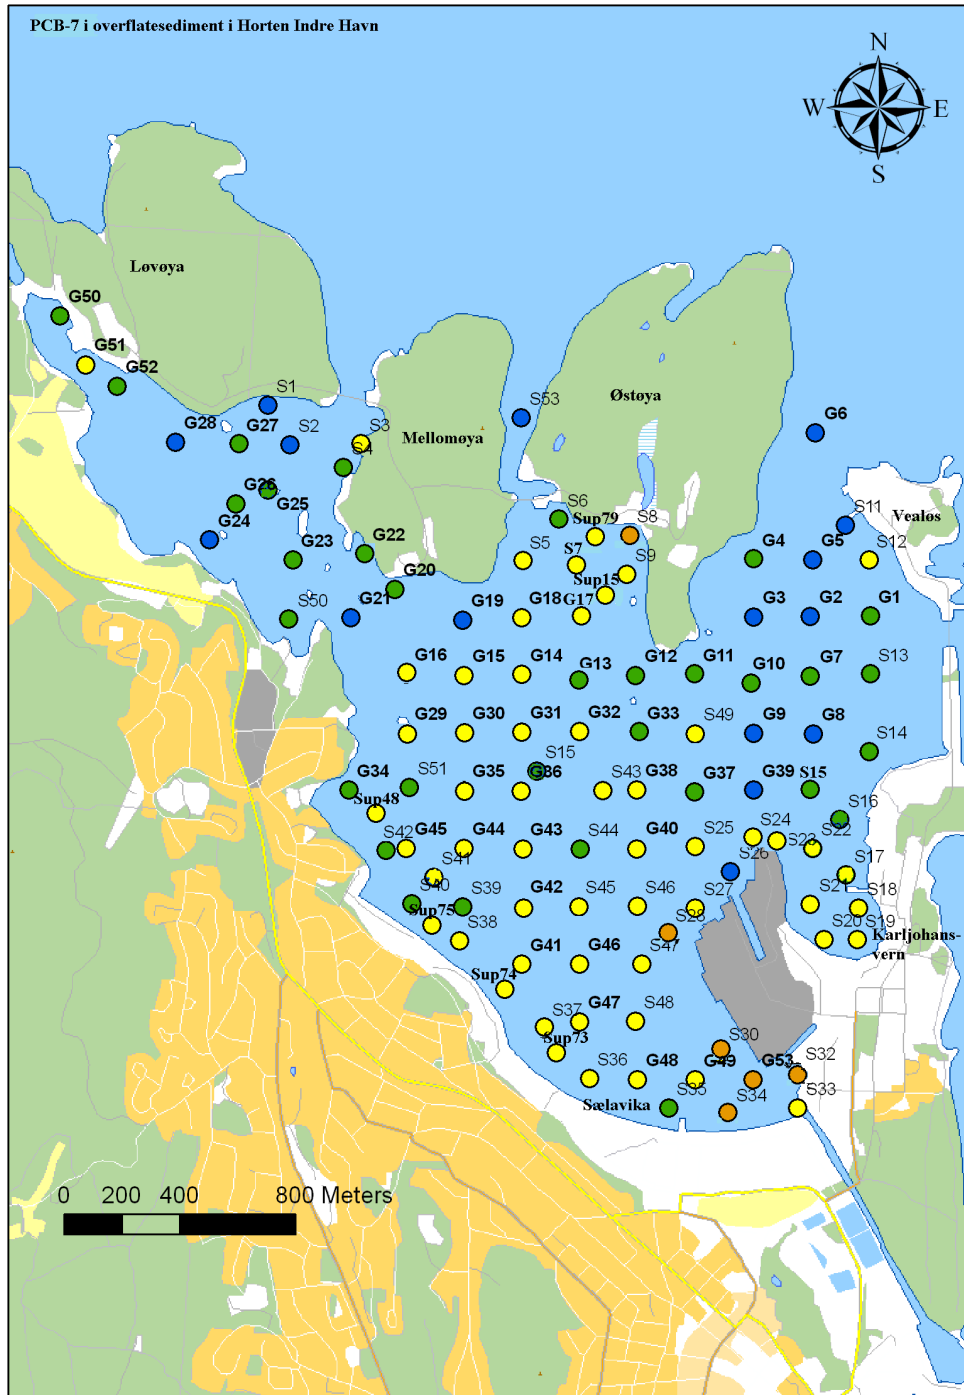 PCB-7 i overflatesediment i Horten Indre Havn
N
W E
S
Løvøya
G50
G51
G52
S1
G28 G27 S2 S3
S4
Mellomøya
S53
Østøya
G6
G26
G25
G24
G23
G22
G20
S50
G21
S6
Sup79
S8
S5
S7
S9
Sup15
G17
G19 G18
Vealøs
S11
G4 G5 S12
G3 G2 G1
G16 G15 G14 G13 G12 G11 G10 G7 S13
G29 G30 G31 G32 G33 S49 G9 G8
S14
S15
G34 S51 G35 G36 S43 G38 G37 G39 S15
Sup48
S16
S42 G45 G44 G43 S44 G40 S25 S24 S23 S22
S41
S26
S17
S40 S39 G42 S45 S46 S27 S21 S18
Sup75
S38
S28
S20 S19
Karljohans-
vern
G41 G46 S47
Sup74
S37 G47 S48
Sup73
S30
S36 G48 G49 G53 S32
Sælavika S35 S34 S33
0 200 400 800 Meters